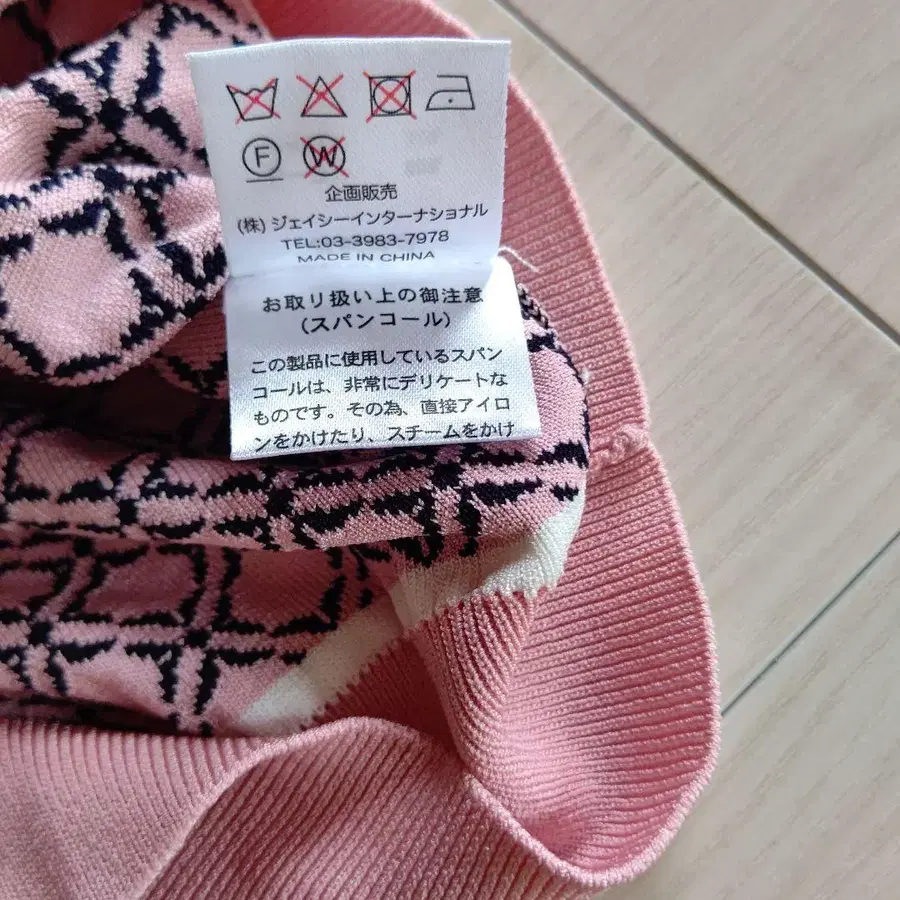 F W
企画販売
(株) ジェイシーインターナショナル
TEL:03-3983-7978
MADE IN CHINA
お取り扱い上の御注意
(スパンコール)
この製品に使用しているスパン
コールは、非常にデリケートな
ものです。その為、直接アイロ
ンをかけたり、スチームをかけ